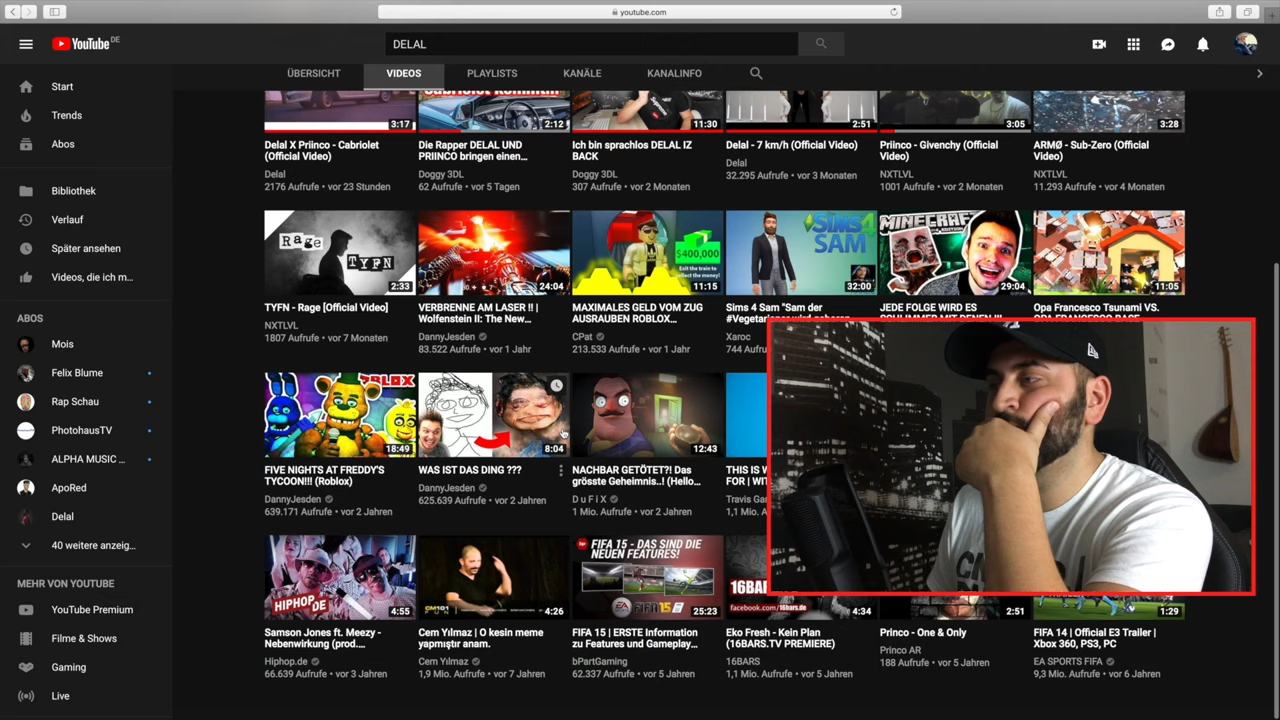 youtube.com
YouTube DE
DELAL
ÜBERSICHT
VIDEOS
PLAYLISTS
KANÄLE
KANALINFO
Start
Trends
Abos
Bibliothek
Verlauf
Später ansehen
Videos, die ich m...
ABOS
Mois
Felix Blume
Rap Schau
PhotohausTV
ALPHA MUSIC ...
ApoRed
Delal
40 weitere anzeig...
MEHR VON YOUTUBE
YouTube Premium
Filme & Shows
Gaming
Live
3:17
2:12
Supreme
11:30
2:51
3:05
3:28
Delal X Priinco - Cabriolet
(Official Video)
Delal
2176 Aufrufe • vor 23 Stunden
Die Rapper DELAL UND
PRIINCO bringen einen...
Doggy 3DL
62 Aufrufe • vor 5 Tagen
Ich bin sprachlos DELAL IZ
BACK
Doggy 3DL
307 Aufrufe • vor 2 Monaten
Delal - 7 km/h (Official Video)
Delal
32.295 Aufrufe • vor 3 Monaten
Priinco - Givenchy (Official
Video)
NXTLVL
1001 Aufrufe • vor 2 Monaten
ARMØ - Sub-Zero (Official
Video)
NXTLVL
11.293 Aufrufe • vor 4 Monaten
Rage
TYFN
2:33
24:04
$400,000
Exit the train to
collect the money!
11:15
SIMS 4
SAM
32:00
MINECRAFT
29:04
11:05
TYFN - Rage [Official Video]
NXTLVL
1807 Aufrufe • vor 7 Monaten
VERBRENNE AM LASER !! |
Wolfenstein II: The New...
DannyJesden
83.522 Aufrufe • vor 1 Jahr
MAXIMALES GELD VOM ZUG
AUSRAUBEN ROBLOX...
CPat
213.533 Aufrufe • vor 1 Jahr
Sims 4 Sam "Sam der
Xaroc
744 Aufr
JEDE FOLGE WIRD ES
Opa Francesco Tsunami VS.
ROBLOX
18:49
8:04
12:43
FIVE NIGHTS AT FREDDY'S
TYCOON!!! (Roblox)
DannyJesden
639.171 Aufrufe • vor 2 Jahren
WAS IST DAS DING ???
DannyJesden
625.639 Aufrufe • vor 2 Jahren
NACHBAR GETÖTET?! Das
grösste Geheimnis..! (Hello...
D u F i X
1 Mio. Aufrufe • vor 2 Jahren
THIS IS W
FOR | WIT
Travis Ga
1,1 Mio. A
HIPHOP.DE
4:55
CMYLMZ FUN
4:26
FIFA 15 - DAS SIND DIE
NEUEN FEATURES!
FIFA 15
25:23
16BARS
facebook.com/16bars.de
4:34
2:51
1:29
Samson Jones ft. Meezy -
Nebenwirkung (prod....
Hiphop.de
66.639 Aufrufe • vor 3 Jahren
Cem Yılmaz | O kesin meme
yapmıştır anam.
Cem Yılmaz
1,9 Mio. Aufrufe • vor 7 Jahren
FIFA 15 | ERSTE Information
zu Features und Gameplay...
bPartGaming
62.337 Aufrufe • vor 5 Jahren
Eko Fresh - Kein Plan
(16BARS.TV PREMIERE)
16BARS
1,1 Mio. Aufrufe • vor 5 Jahren
Princo - One & Only
Princo AR
188 Aufrufe • vor 5 Jahren
FIFA 14 | Official E3 Trailer |
Xbox 360, PS3, PC
EA SPORTS FIFA
9,3 Mio. Aufrufe • vor 6 Jahren